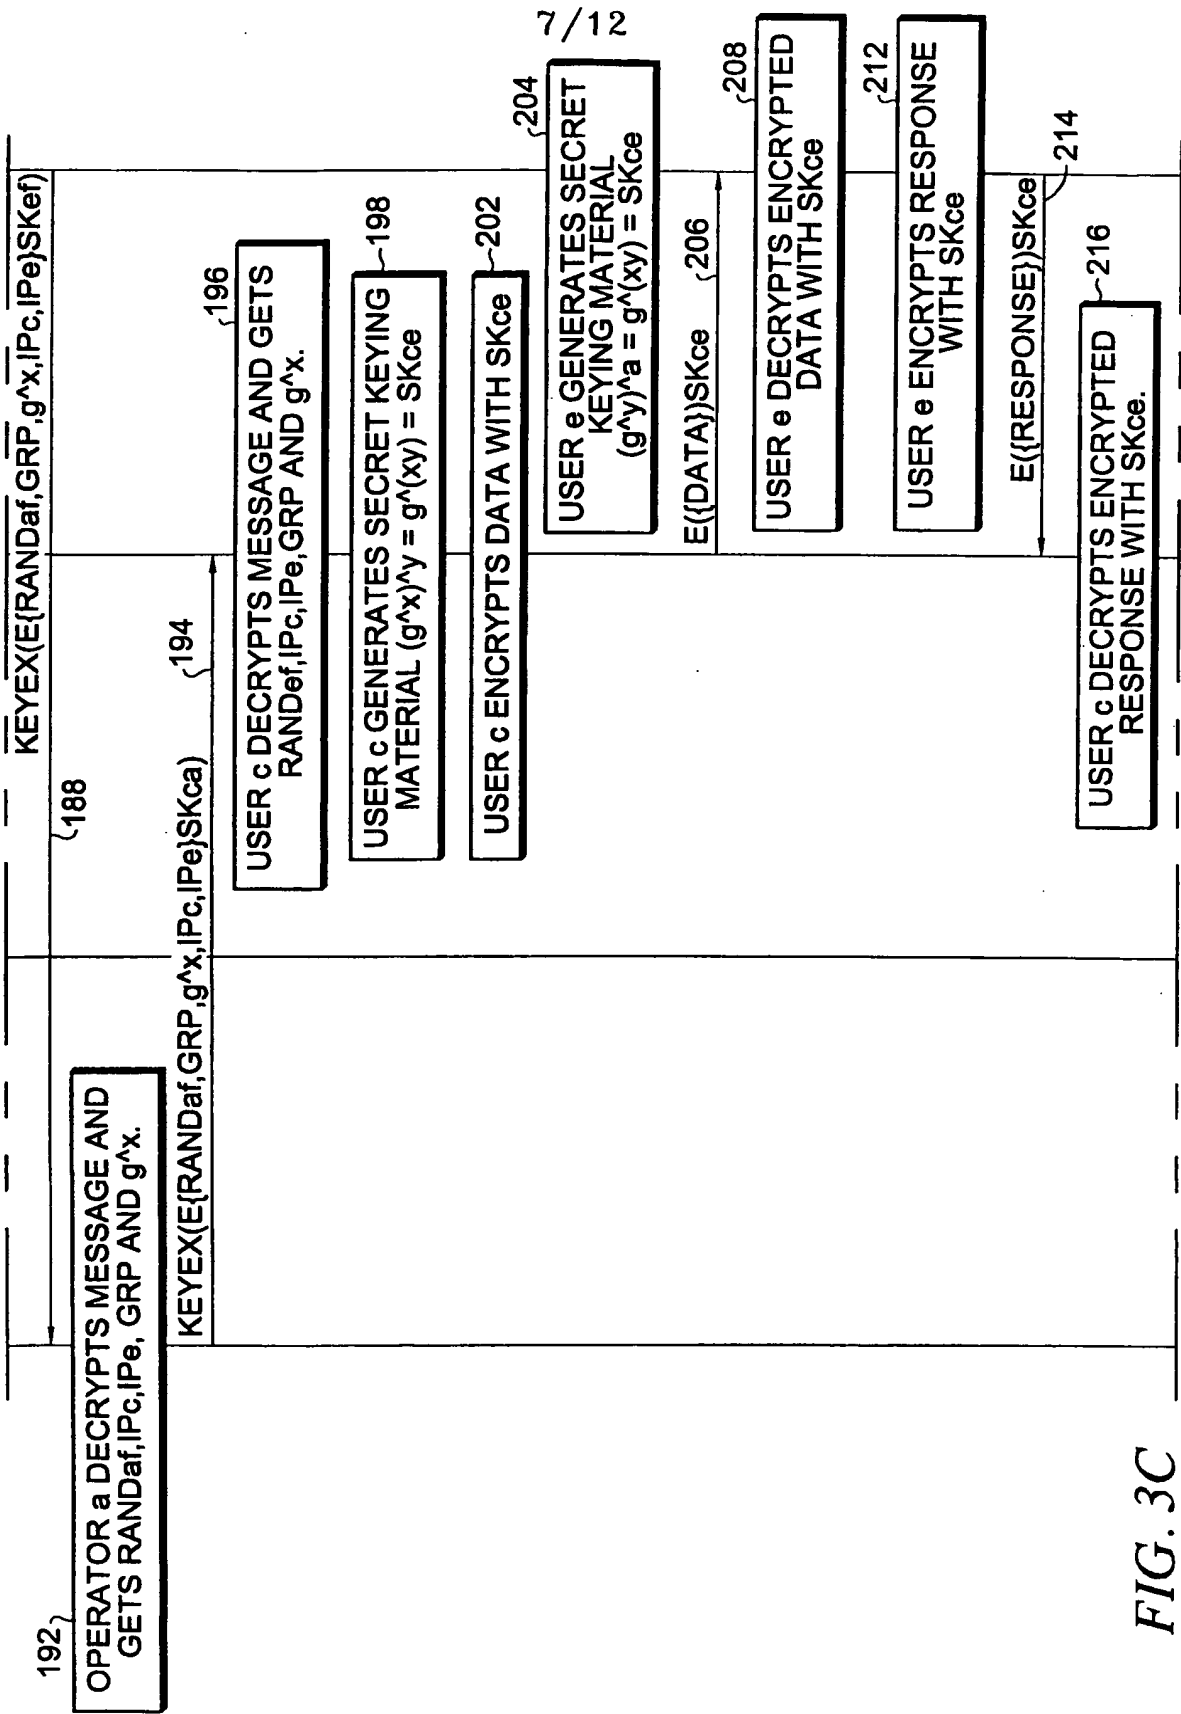 7/12
KEYEX(E{RANDaf,GRP,g^x,IPc,IPe}SKef)
188
192
OPERATOR a DECRYPTS MESSAGE AND
GETS RANDaf,IPc,IPe, GRP AND g^x.
KEYEX(E{RANDaf,GRP,g^x,IPc,IPe}SKca)
194
196
USER c DECRYPTS MESSAGE AND GETS
RANDef,IPc,IPe,GRP AND g^x.
198
USER c GENERATES SECRET KEYING
MATERIAL (g^x)^y = g^(xy) = SKce
202
USER c ENCRYPTS DATA WITH SKce
204
USER e GENERATES SECRET
KEYING MATERIAL
(g^y)^a = g^(xy) = SKce
E({DATA})SKce
206
208
USER e DECRYPTS ENCRYPTED
DATA WITH SKce
212
USER e ENCRYPTS RESPONSE
WITH SKce
E({RESPONSE})SKce
214
216
USER c DECRYPTS ENCRYPTED
RESPONSE WITH SKce.
FIG. 3C